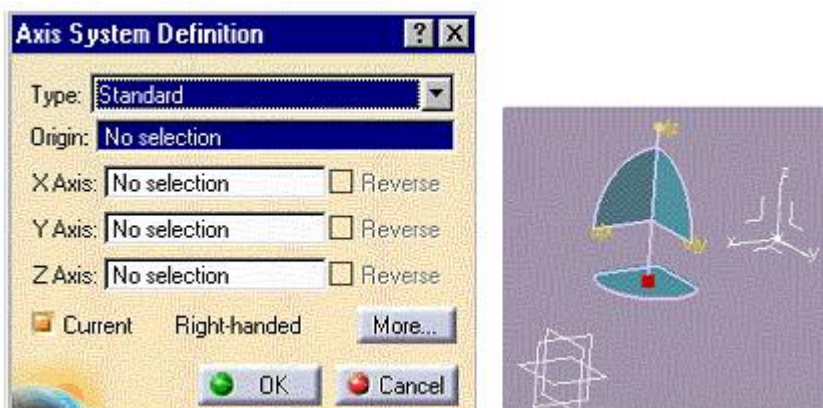 Axis System Definition ? X
Type: Standard
Origin: No selection
X Axis: No selection Reverse
Y Axis: No selection Reverse
Z Axis: No selection Reverse
Current Right-handed More...
OK Cancel
z